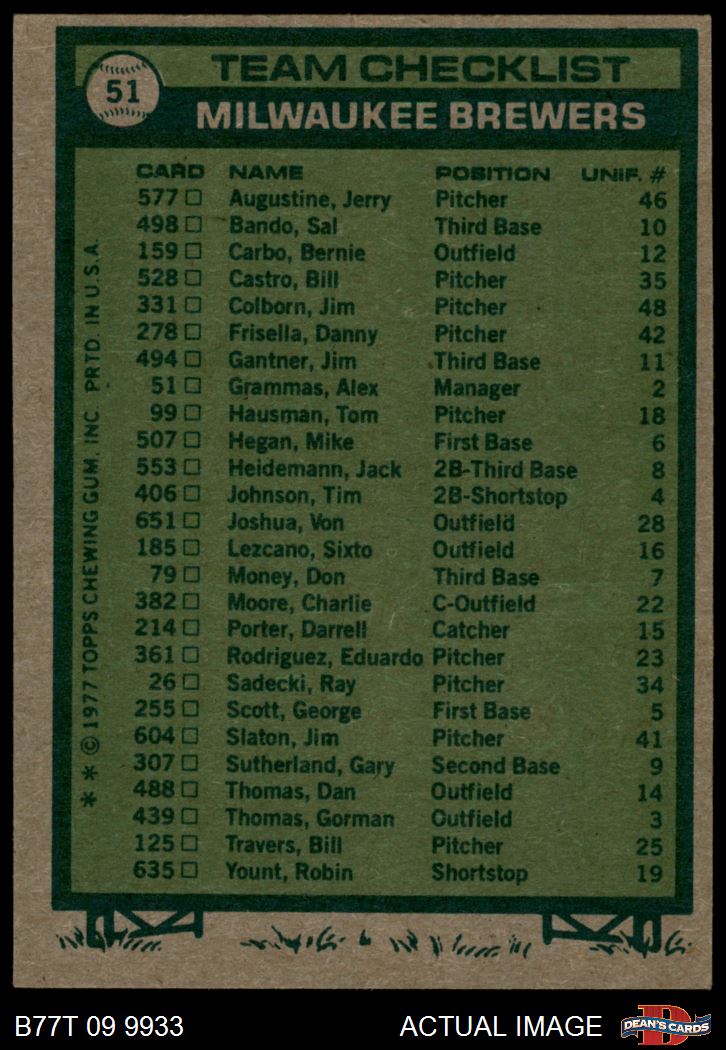 51
TEAM CHECKLIST
MILWAUKEE BREWERS
CARD NAME POSITION UNIF. #
577 Augustine, Jerry Pitcher 46
498 Bando, Sal Third Base 10
159 Carbo, Bernie Outfield 12
528 Castro, Bill Pitcher 35
331 Colborn, Jim Pitcher 48
278 Frisella, Danny Pitcher 42
494 Gantner, Jim Third Base 11
51 Grammas, Alex Manager 2
99 Hausman, Tom Pitcher 18
507 Hegan, Mike First Base 6
553 Heidemann, Jack 2B-Third Base 8
406 Johnson, Tim 2B-Shortstop 4
651 Joshua, Von Outfield 28
185 Lezcano, Sixto Outfield 16
79 Money, Don Third Base 7
382 Moore, Charlie C-Outfield 22
214 Porter, Darrell Catcher 15
361 Rodriguez, Eduardo Pitcher 23
26 Sadecki, Ray Pitcher 34
255 Scott, George First Base 5
604 Slaton, Jim Pitcher 41
307 Sutherland, Gary Second Base 9
488 Thomas, Dan Outfield 14
439 Thomas, Gorman Outfield 3
125 Travers, Bill Pitcher 25
635 Yount, Robin Shortstop 19
* * © 1977 TOPPS CHEWING GUM, INC. PRTD. IN U.S.A.
B77T 09 9933 ACTUAL IMAGE
DEAN'S CARDS